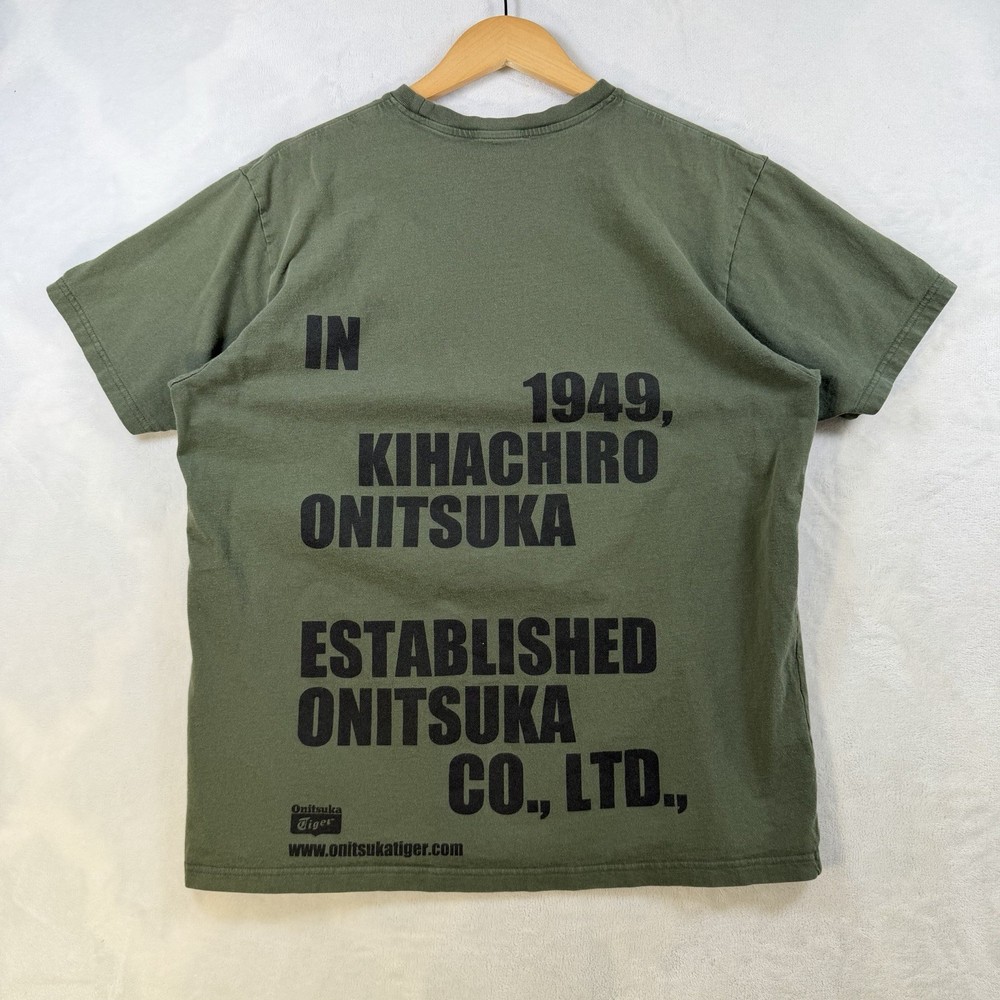 IN
1949,
KIHACHIRO
ONITSUKA
ESTABLISHED
ONITSUKA
CO., LTD.,
Onitsuka
Tiger
www.onitsukatiger.com